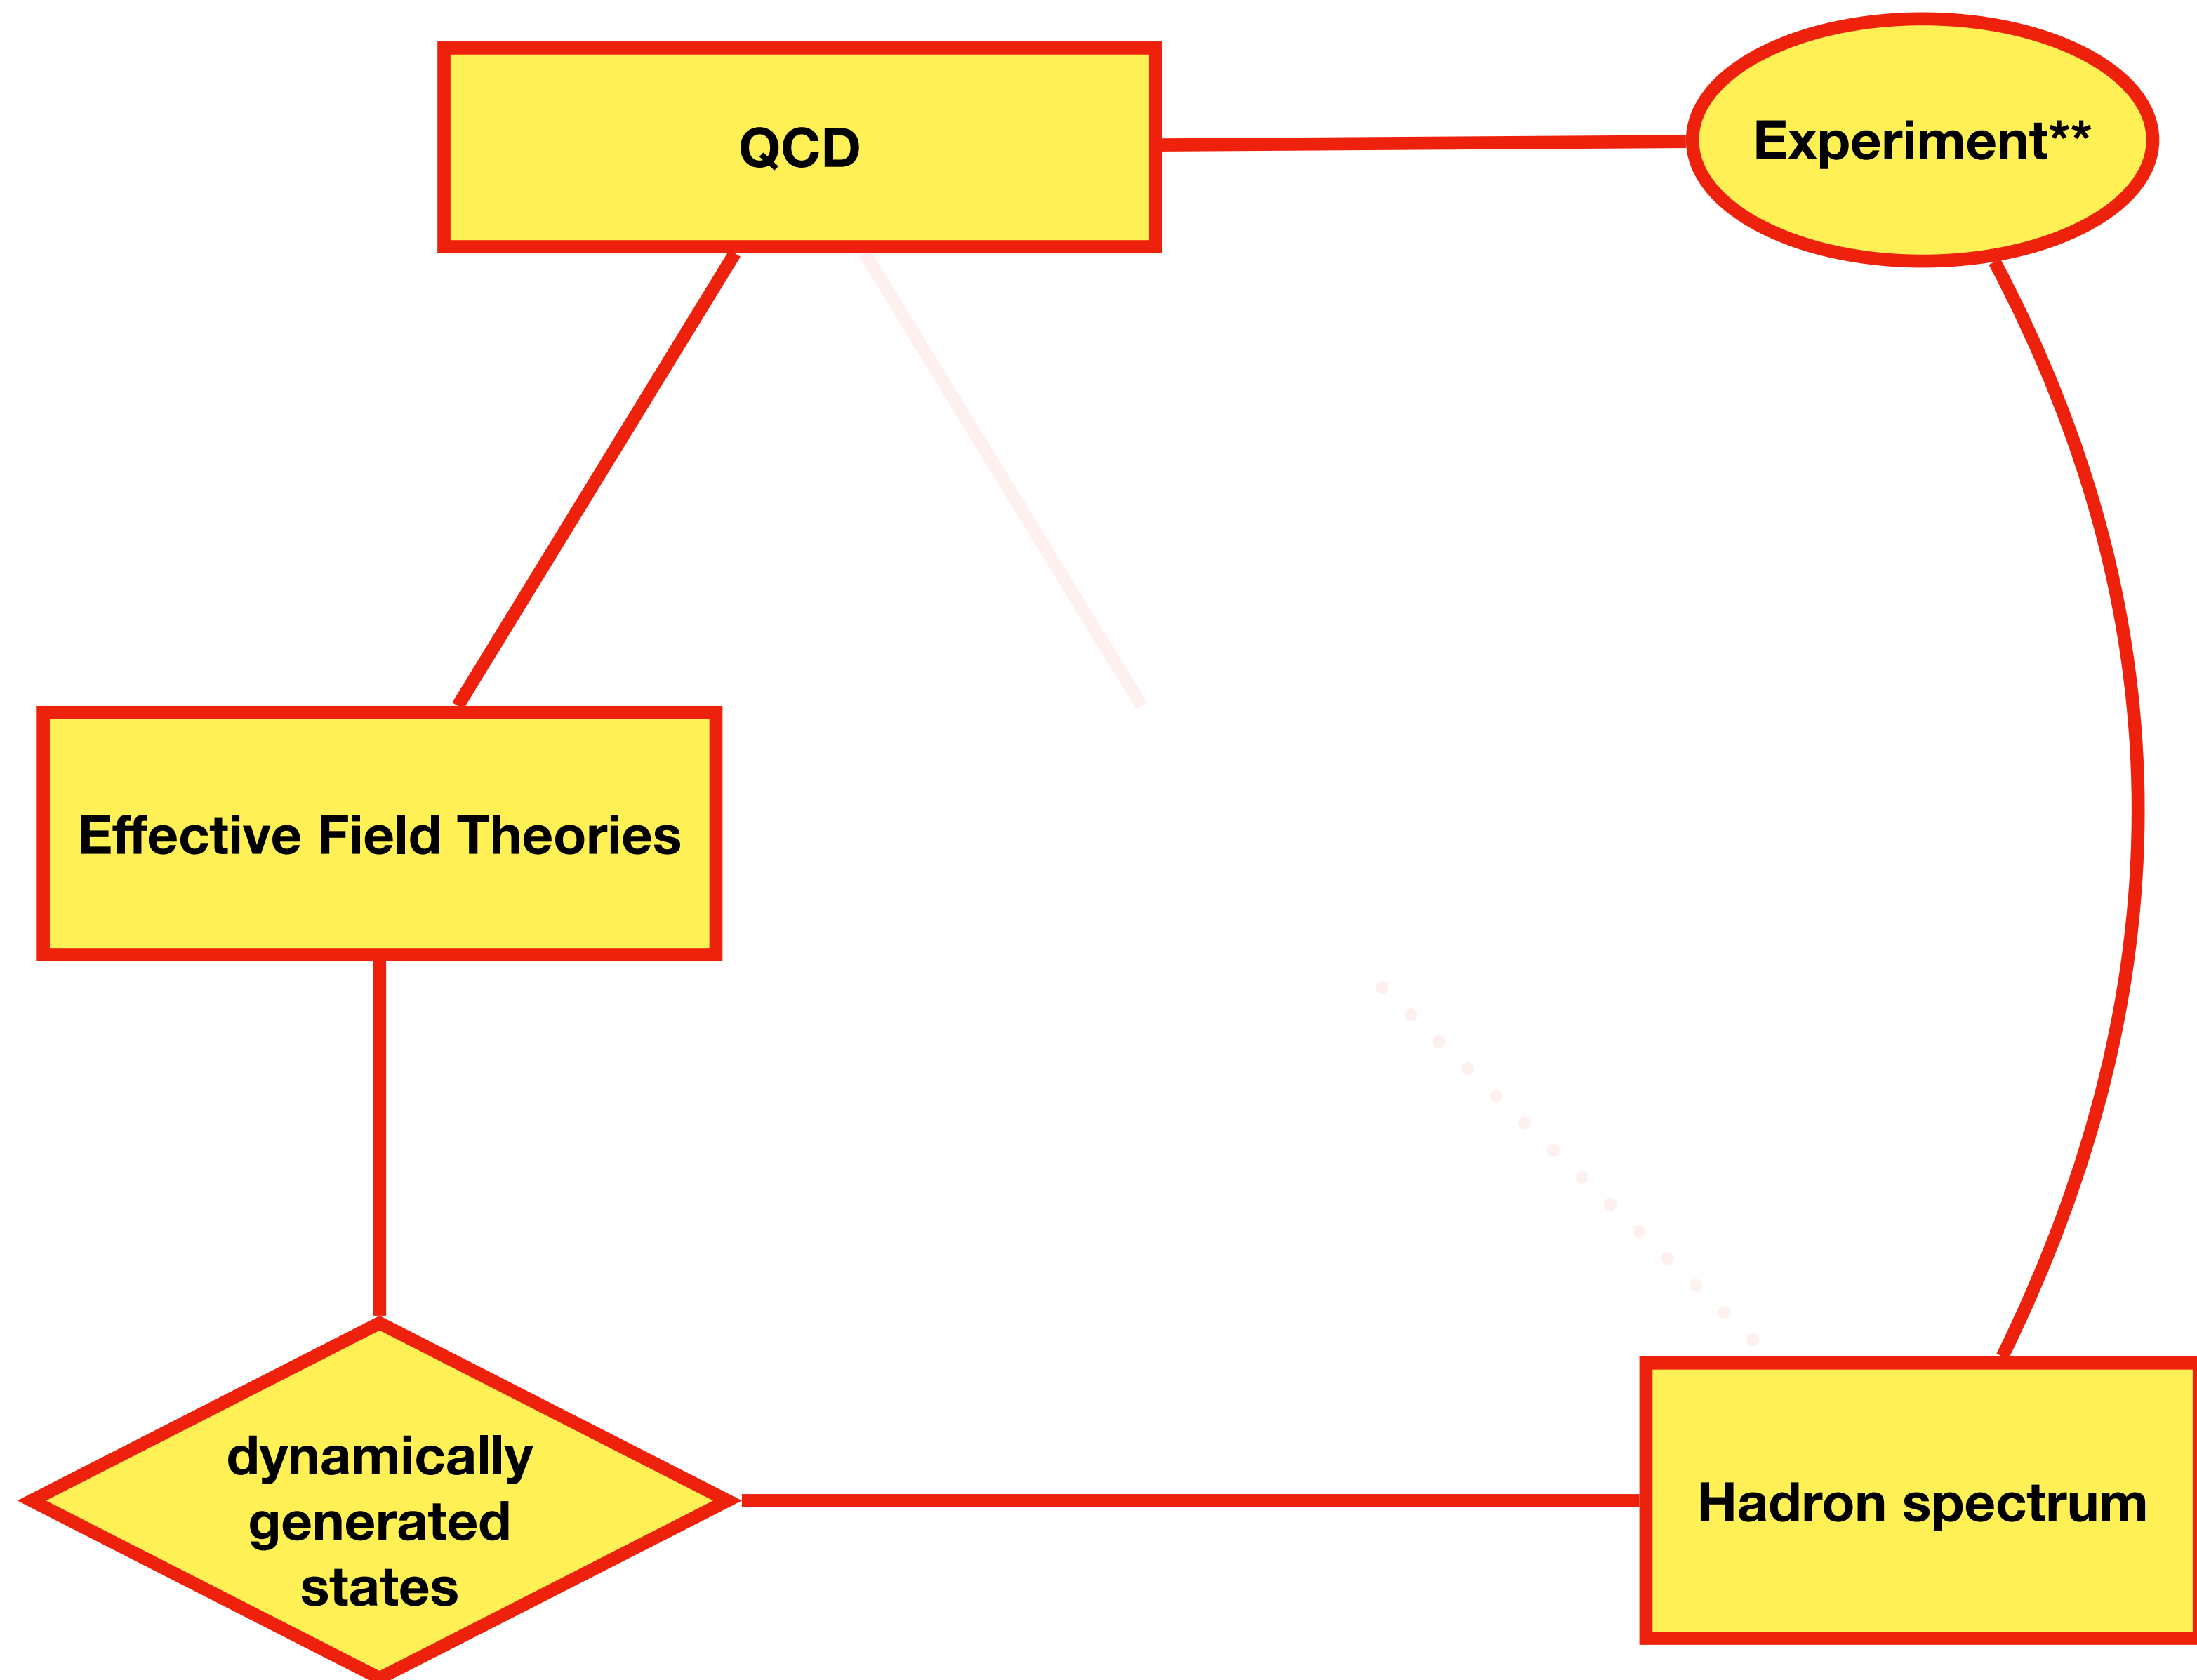 QCD
Experiment**
Effective Field Theories
dynamically
generated
states
Hadron spectrum